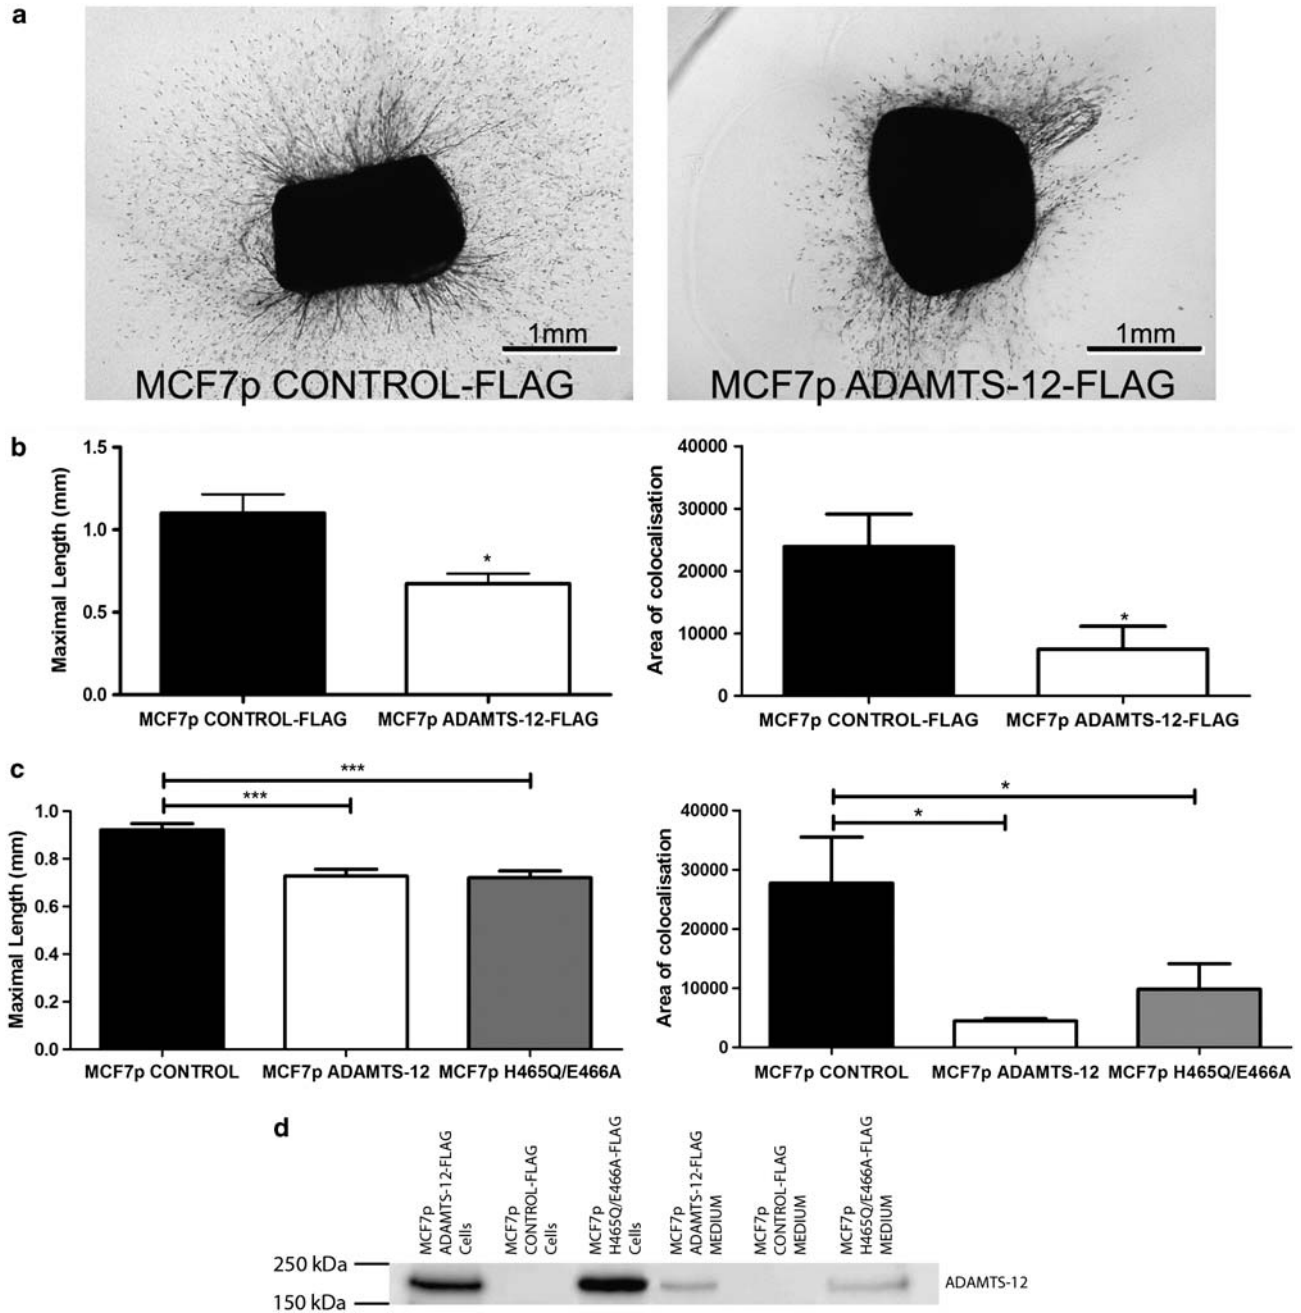 a
1mm
MCF7p CONTROL-FLAG
1mm
MCF7p ADAMTS-12-FLAG
b
Maximal Length (mm)
1.5
1.0
0.5
0.0
MCF7p CONTROL-FLAG
MCF7p ADAMTS-12-FLAG
*
Area of colocalisation
40000
30000
20000
10000
0
MCF7p CONTROL-FLAG
MCF7p ADAMTS-12-FLAG
*
c
Maximal Length (mm)
1.0
0.8
0.6
0.4
0.2
0.0
***
***
MCF7p CONTROL
MCF7p ADAMTS-12
MCF7p H465Q/E466A
Area of colocalisation
40000
30000
20000
10000
0
*
*
MCF7p CONTROL
MCF7p ADAMTS-12
MCF7p H465Q/E466A
d
MCF7p
ADAMTS-12-FLAG
Cells
MCF7p
CONTROL-FLAG
Cells
MCF7p
H465Q/E466A-FLAG
Cells
MCF7p
ADAMTS-12-FLAG
MEDIUM
MCF7p
CONTROL-FLAG
MEDIUM
MCF7p
H465Q/E466A-FLAG
MEDIUM
250 kDa
150 kDa
ADAMTS-12